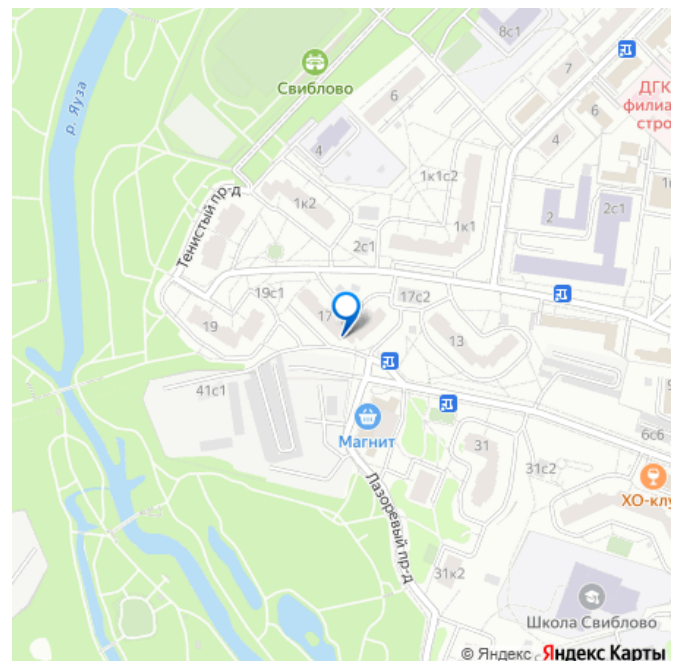 8с1
р. Яуза
Свиблово
7
ДГК
филиа
стро
6
6
4
4
1к1с2
Тенистый пр-д
1к2
1к1
2
2с1
2с1
19с1
17с2
17
19
13
41с1
Магнит
31
6с6
31с2
ХО-клу
Лазоревый пр-д
31к2
Школа Свиблово
© Яндекс
Яндекс Карты